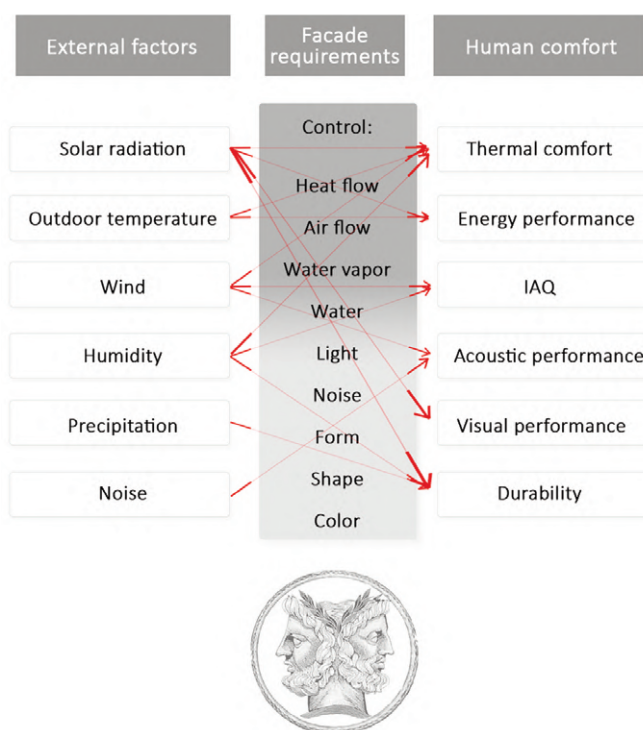 External factors
Facade
requirements
Human comfort
Solar radiation
Outdoor temperature
Wind
Humidity
Precipitation
Noise
Control:
Heat flow
Air flow
Water vapor
Water
Light
Noise
Form
Shape
Color
Thermal comfort
Energy performance
IAQ
Acoustic performance
Visual performance
Durability